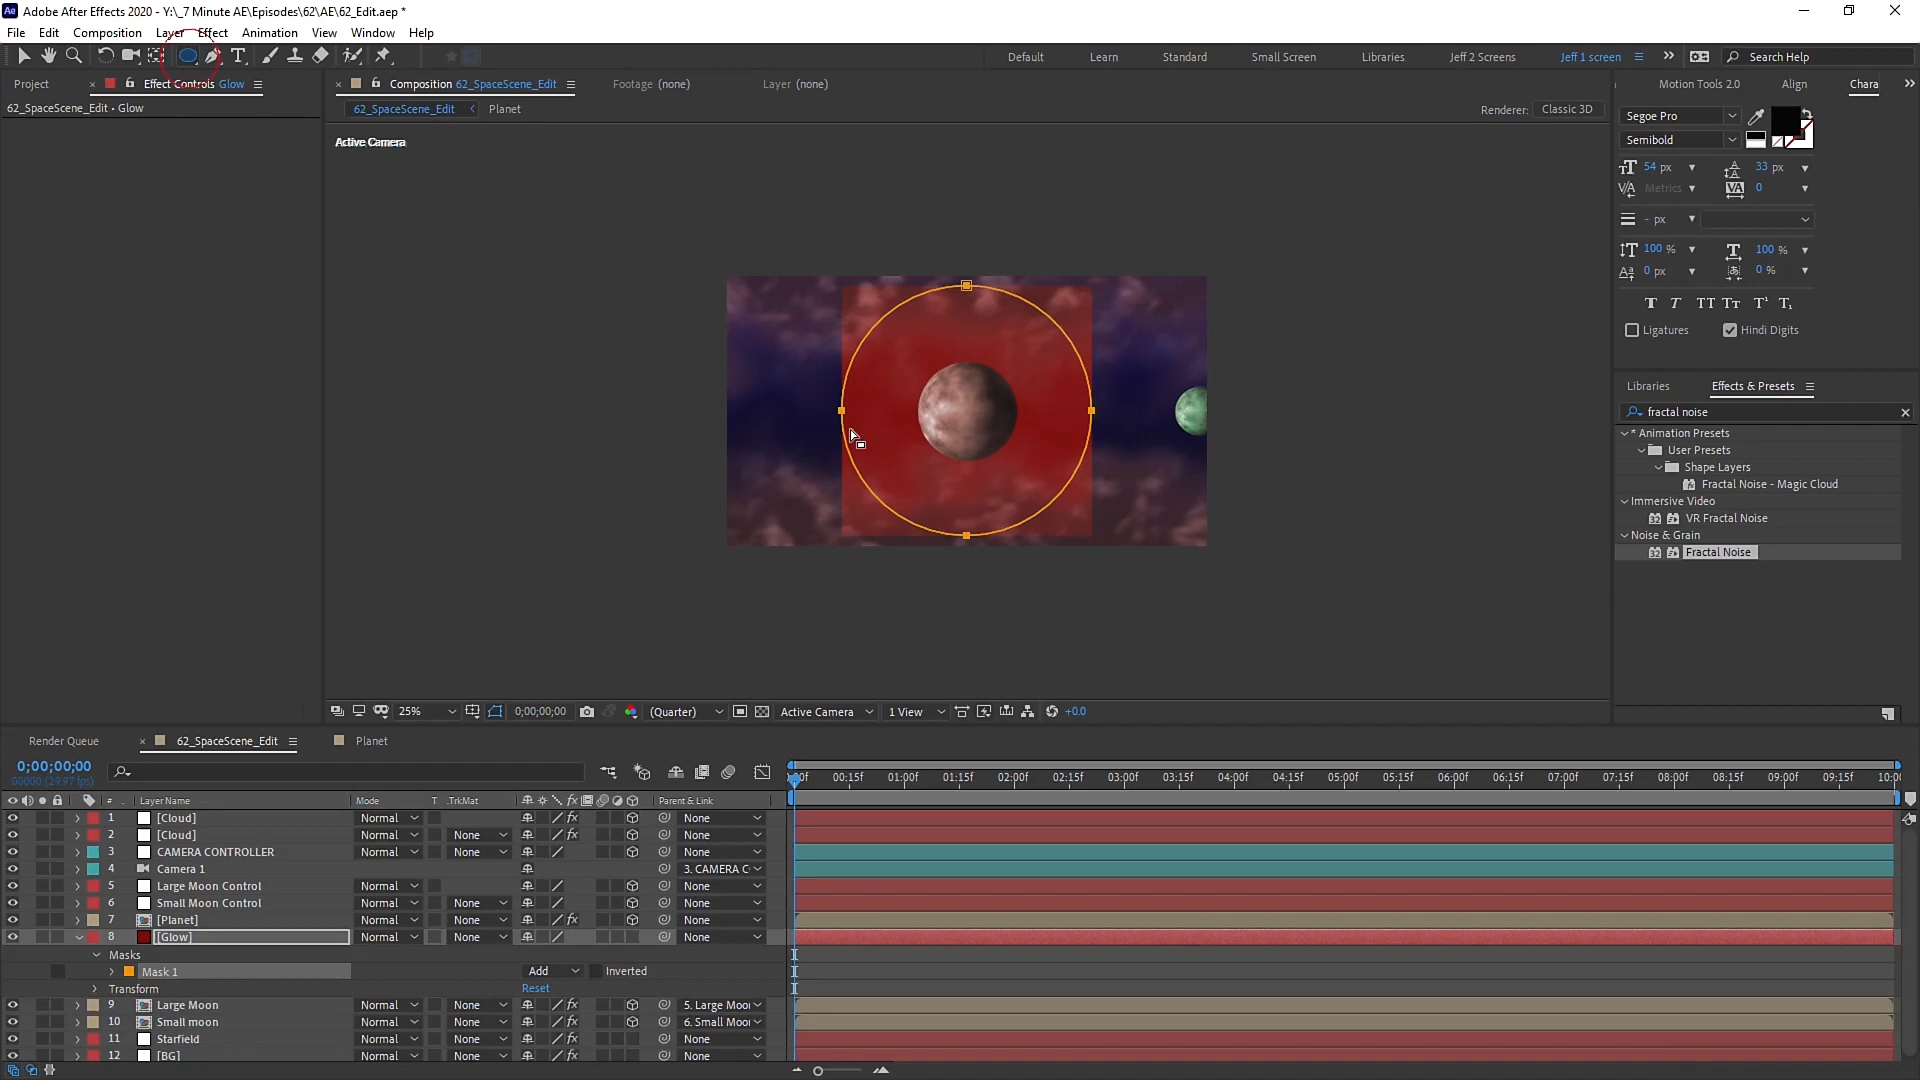 Adobe After Effects 2020 - Y:\_7 Minute AE\Episodes\62\AE\62_Edit.aep *
File Edit Composition Layer Effect Animation View Window Help
Default Learn Standard Small Screen Libraries Jeff 2 Screens Jeff 1 screen Search Help
Project Effect Controls Glow
62_SpaceScene_Edit • Glow
Composition 62_SpaceScene_Edit Footage (none) Layer (none)
62_SpaceScene_Edit Planet Renderer: Classic 3D
Active Camera
Motion Tools 2.0 Align Chara
Segoe Pro
Semibold
54 px 33 px
Metrics 0
- px
100 % 100 %
0 px 0 %
T T TT Tt T¹ T₁
Ligatures Hindi Digits
Libraries Effects & Presets
fractal noise
* Animation Presets
User Presets
Shape Layers
Fractal Noise - Magic Cloud
Immersive Video
32 VR Fractal Noise
Noise & Grain
32 Fractal Noise
25% 0;00;00;00 (Quarter) Active Camera 1 View +0.0
Render Queue 62_SpaceScene_Edit Planet
0;00;00;00
00000 (29.97 fps)
00:15f 01:00f 01:15f 02:00f 02:15f 03:00f 03:15f 04:00f 04:15f 05:00f 05:15f 06:00f 06:15f 07:00f 07:15f 08:00f 08:15f 09:00f 09:15f 10:00
# Layer Name Mode T .TrkMat Parent & Link
1 [Cloud] Normal None
2 [Cloud] Normal None None
3 CAMERA CONTROLLER Normal None None
4 Camera 1 3. CAMERA C
5 Large Moon Control Normal None
6 Small Moon Control Normal None None
7 [Planet] Normal None None
8 [Glow] Normal None None
Masks
Mask 1 Add Inverted
Transform Reset
9 Large Moon Normal None 5. Large Moo
10 Small moon Normal None 6. Small Moo
11 Starfield Normal None None
12 [BG] Normal None None